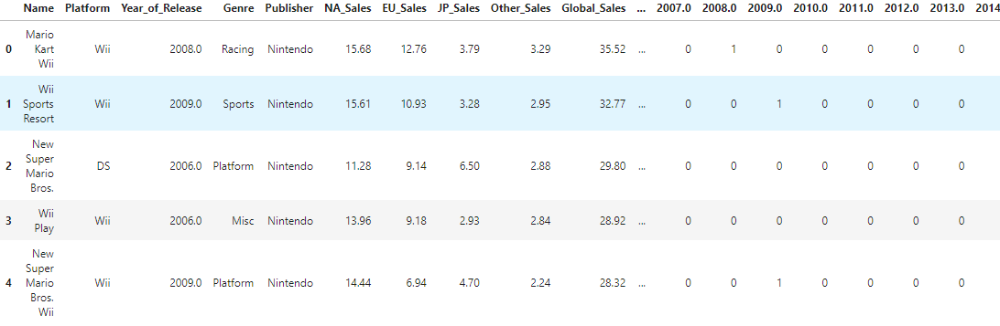 Name Platform Year_of_Release Genre Publisher NA_Sales EU_Sales JP_Sales Other_Sales Global_Sales ... 2007.0 2008.0 2009.0 2010.0 2011.0 2012.0 2013.0 2014
Mario
0 Kart Wii 2008.0 Racing Nintendo 15.68 12.76 3.79 3.29 35.52 ... 0 1 0 0 0 0 0
Wii
Wii
1 Sports Wii 2009.0 Sports Nintendo 15.61 10.93 3.28 2.95 32.77 ... 0 0 1 0 0 0 0
Resort
New
Super
2 Mario DS 2006.0 Platform Nintendo 11.28 9.14 6.50 2.88 29.80 ... 0 0 0 0 0 0 0
Bros.
3 Wii Wii 2006.0 Misc Nintendo 13.96 9.18 2.93 2.84 28.92 ... 0 0 0 0 0 0 0
Play
New
Super
4 Mario Wii 2009.0 Platform Nintendo 14.44 6.94 4.70 2.24 28.32 ... 0 0 1 0 0 0 0
Bros.
Wii